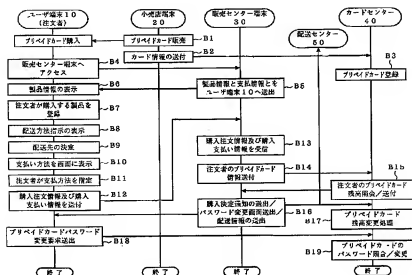 ユーザ端末10
(注文者)
小売店端末
20
販売センター端末
30
カードセンター
40
配送センター
50
プリペイドカード購入
プリペイドカード販売
B1
カード情報の送付
B2
B3
プリペイドカード登録
販売センター端末へ
アクセス
B4
製品情報と支払情報とを
ユーザ端末10へ送出
B5
製品情報の表示
B6
注文者が購入する製品を
登録
B7
配送方法指示の表示
B8
配送先の決定
B9
支払い方法を画面に表示
B10
注文者が支払方法を指定
B11
購入注文情報及び購入
支払い情報を送付
B12
購入注文情報及び購入
支払い情報を受信
B13
注文者のプリペイドカード
情報送付
B14
B15
注文者のプリペイドカード
残高照会/送付
購入決定通知の送出/
パスワード変更画面送出/
配送情報の送出
B16
プリペイドカード
残高変更処理
B17
プリペイドカードパスワード
変更要求送出
B18
プリペイドカードの
パスワード照合/変更
B19
終了
終了
終了
終了